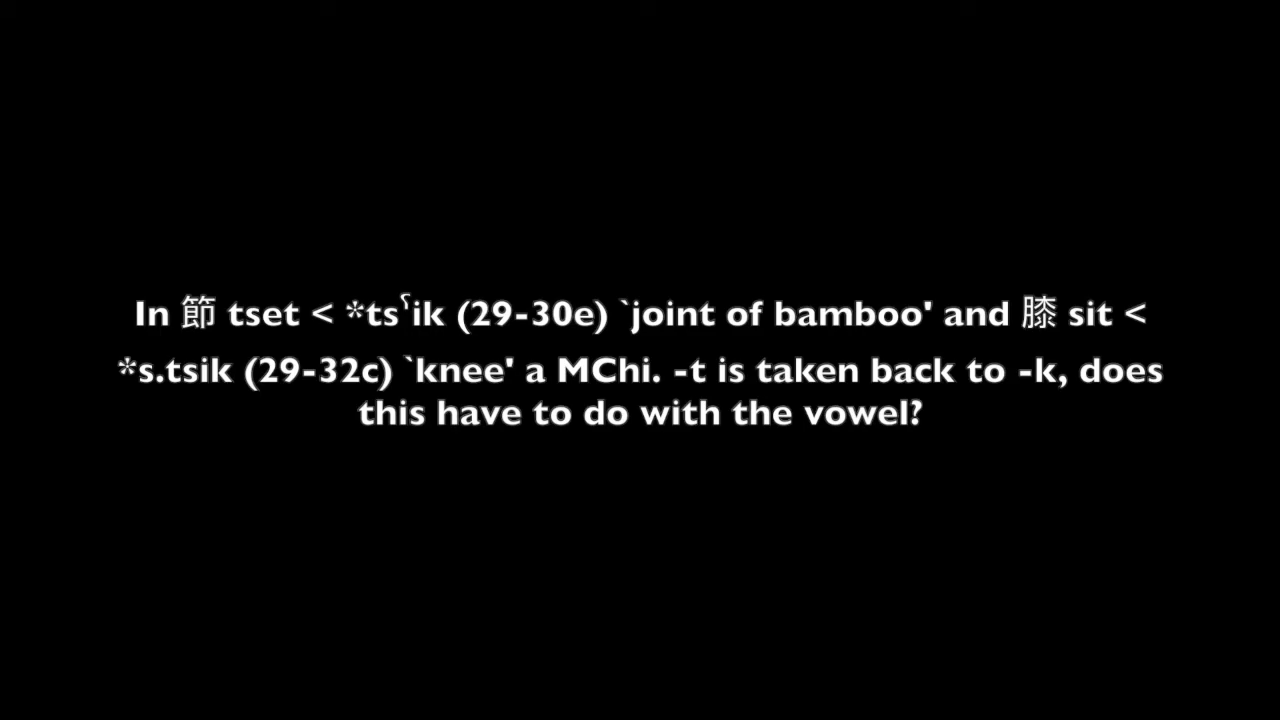 In 節 tset < *tsˤik (29-30e) `joint of bamboo' and 膝 sit <
*s.tsik (29-32c) `knee' a MChi. -t is taken back to -k, does
this have to do with the vowel?